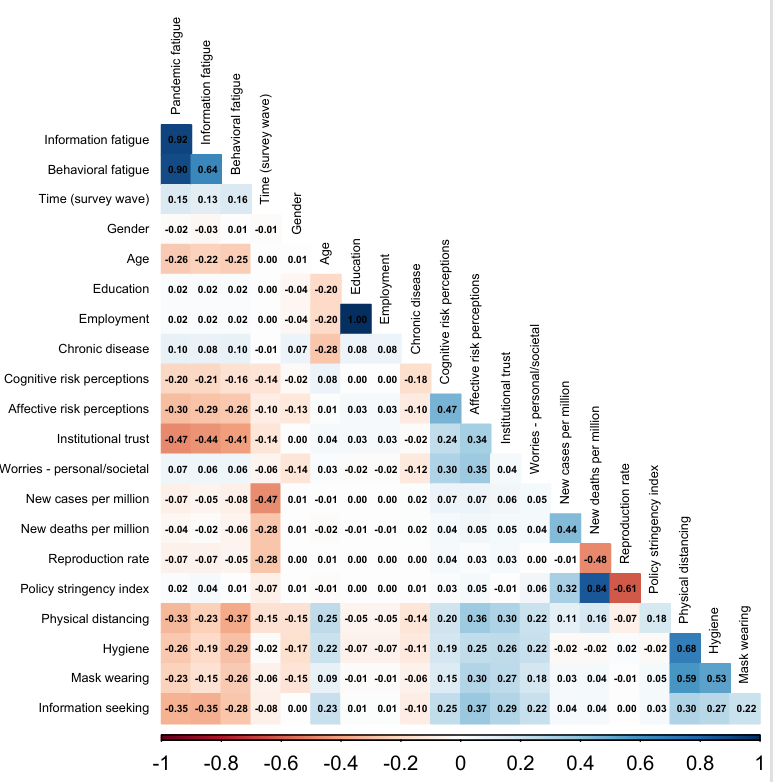 Pandemic fatigue
Information fatigue
Behavioral fatigue
Time (survey wave)
Gender
Age
Education
Employment
Chronic disease
Cognitive risk perceptions
Affective risk perceptions
Institutional trust
Worries - personal/societal
New cases per million
New deaths per million
Reproduction rate
Policy stringency index
Physical distancing
Hygiene
Mask wearing
Information fatigue 0.92
Behavioral fatigue 0.90 0.64
Time (survey wave) 0.15 0.13 0.16
Gender -0.02 -0.03 0.01 -0.01
Age -0.26 -0.22 -0.25 0.00 0.01
Education 0.02 0.02 0.02 0.00 -0.04 -0.20
Employment 0.02 0.02 0.02 0.00 -0.04 -0.20 1.00
Chronic disease 0.10 0.08 0.10 -0.01 0.07 -0.28 0.08 0.08
Cognitive risk perceptions -0.20 -0.21 -0.16 -0.14 -0.02 0.08 0.00 0.00 -0.18
Affective risk perceptions -0.30 -0.29 -0.26 -0.10 -0.13 0.01 0.03 0.03 -0.10 0.47
Institutional trust -0.47 -0.44 -0.41 -0.14 0.00 0.04 0.03 0.03 -0.02 0.24 0.34
Worries - personal/societal 0.07 0.06 0.06 -0.06 -0.14 0.03 -0.02 -0.02 -0.12 0.30 0.35 0.04
New cases per million -0.07 -0.05 -0.08 -0.47 0.01 -0.01 0.00 0.00 0.02 0.07 0.07 0.06 0.05
New deaths per million -0.04 -0.02 -0.06 -0.28 0.01 -0.02 -0.01 -0.01 0.02 0.04 0.05 0.05 0.04 0.44
Reproduction rate -0.07 -0.07 -0.05 -0.28 0.00 -0.01 0.00 0.00 0.00 0.04 0.03 0.03 0.00 -0.01 -0.48
Policy stringency index 0.02 0.04 0.01 -0.07 0.01 -0.01 0.00 0.00 0.01 0.03 0.05 -0.01 0.06 0.32 0.84 -0.61
Physical distancing -0.33 -0.23 -0.37 -0.15 -0.15 0.25 -0.05 -0.05 -0.14 0.20 0.36 0.30 0.22 0.11 0.16 -0.07 0.18
Hygiene -0.26 -0.19 -0.29 -0.02 -0.17 0.22 -0.07 -0.07 -0.11 0.19 0.25 0.26 0.22 -0.02 -0.02 0.02 -0.02 0.68
Mask wearing -0.23 -0.15 -0.26 -0.06 -0.15 0.09 -0.01 -0.01 -0.06 0.15 0.30 0.27 0.18 0.03 0.04 -0.01 0.05 0.59 0.53
Information seeking -0.35 -0.35 -0.28 -0.08 0.00 0.23 0.01 0.01 -0.10 0.25 0.37 0.29 0.22 0.04 0.04 0.00 0.03 0.30 0.27 0.22
-1 -0.8 -0.6 -0.4 -0.2 0 0.2 0.4 0.6 0.8 1